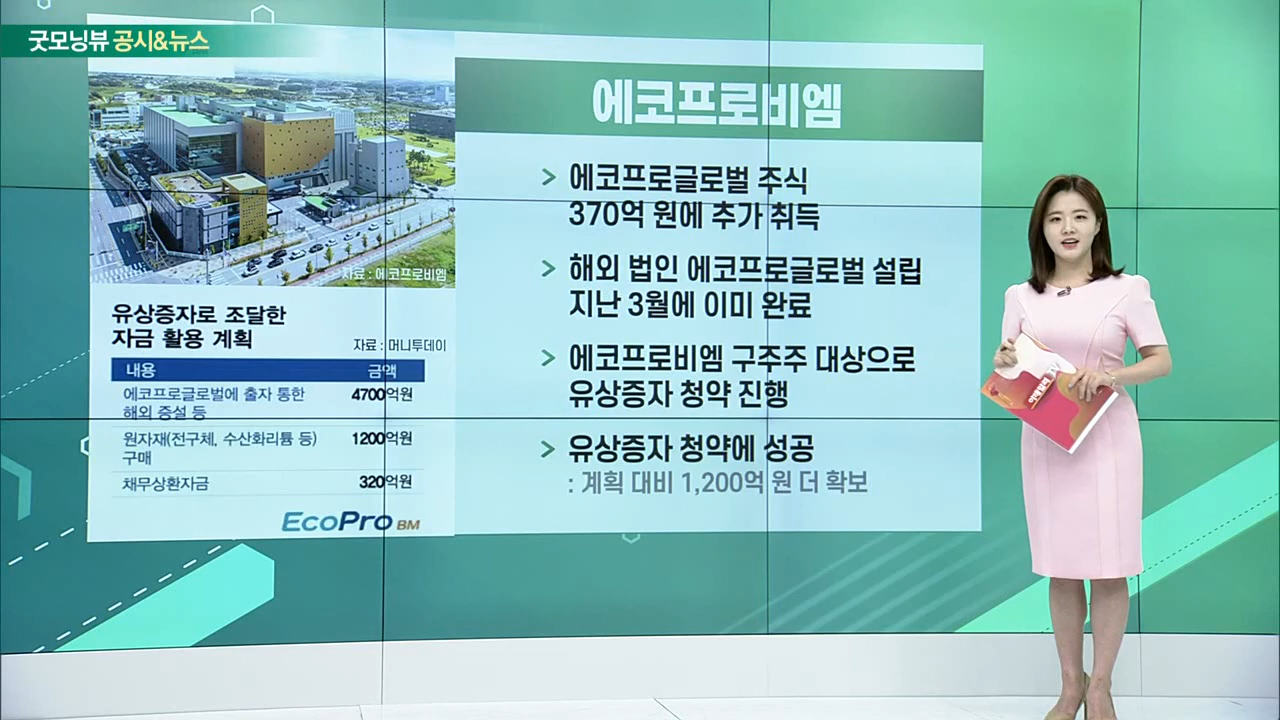 굿모닝뷰 공시&뉴스
자료 : 에코프로비엠
유상증자로 조달한
자금 활용 계획
자료 : 머니투데이
내용 금액
에코프로글로벌에 출자 통한 4700억원
해외 증설 등
원자재(전구체, 수산화리튬 등) 1200억원
구매
채무상환자금 320억원
EcoPro BM
에코프로비엠
> 에코프로글로벌 주식
370억 원에 추가 취득
> 해외 법인 에코프로글로벌 설립
지난 3월에 이미 완료
> 에코프로비엠 구주주 대상으로
유상증자 청약 진행
> 유상증자 청약에 성공
: 계획 대비 1,200억 원 더 확보